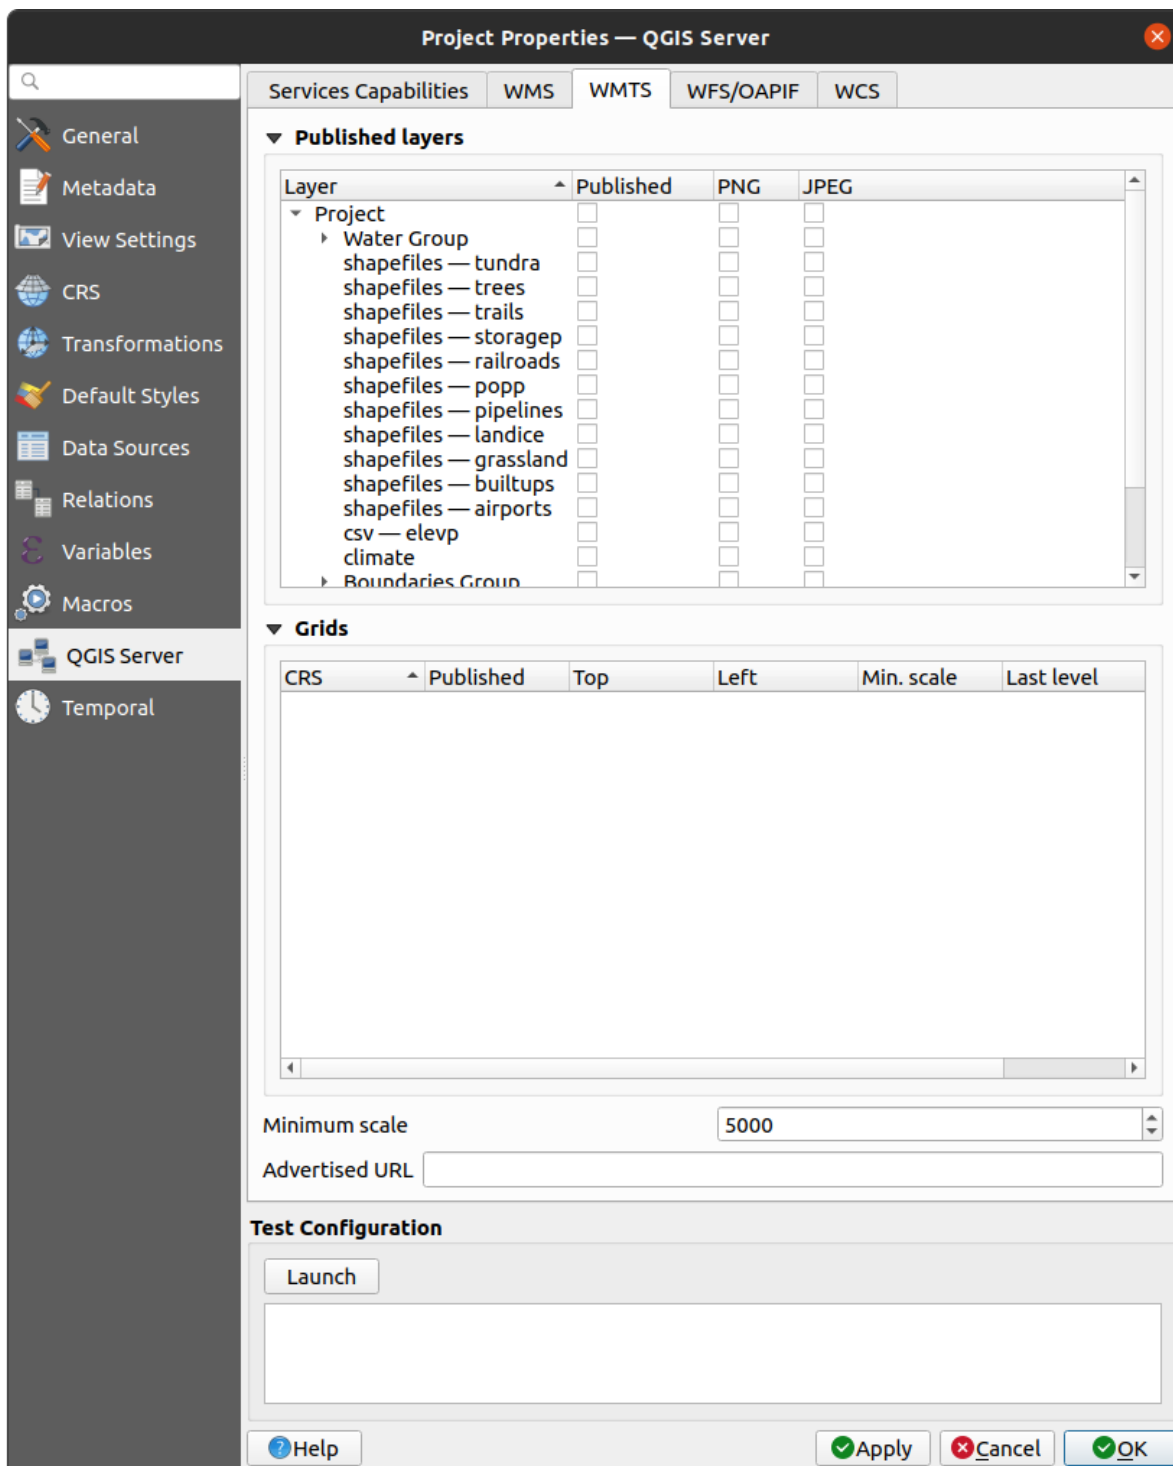 Project Properties — QGIS Server
General
Metadata
View Settings
CRS
Transformations
Default Styles
Data Sources
Relations
Variables
Macros
QGIS Server
Temporal
Services Capabilities WMS WMTS WFS/OAPIF WCS
Published layers
Layer Published PNG JPEG
Project
Water Group
shapefiles — tundra
shapefiles — trees
shapefiles — trails
shapefiles — storagep
shapefiles — railroads
shapefiles — popp
shapefiles — pipelines
shapefiles — landice
shapefiles — grassland
shapefiles — builtups
shapefiles — airports
csv — elevp
climate
Boundaries Group
Grids
CRS Published Top Left Min. scale Last level
Minimum scale 5000
Advertised URL
Test Configuration
Launch
Help Apply Cancel OK